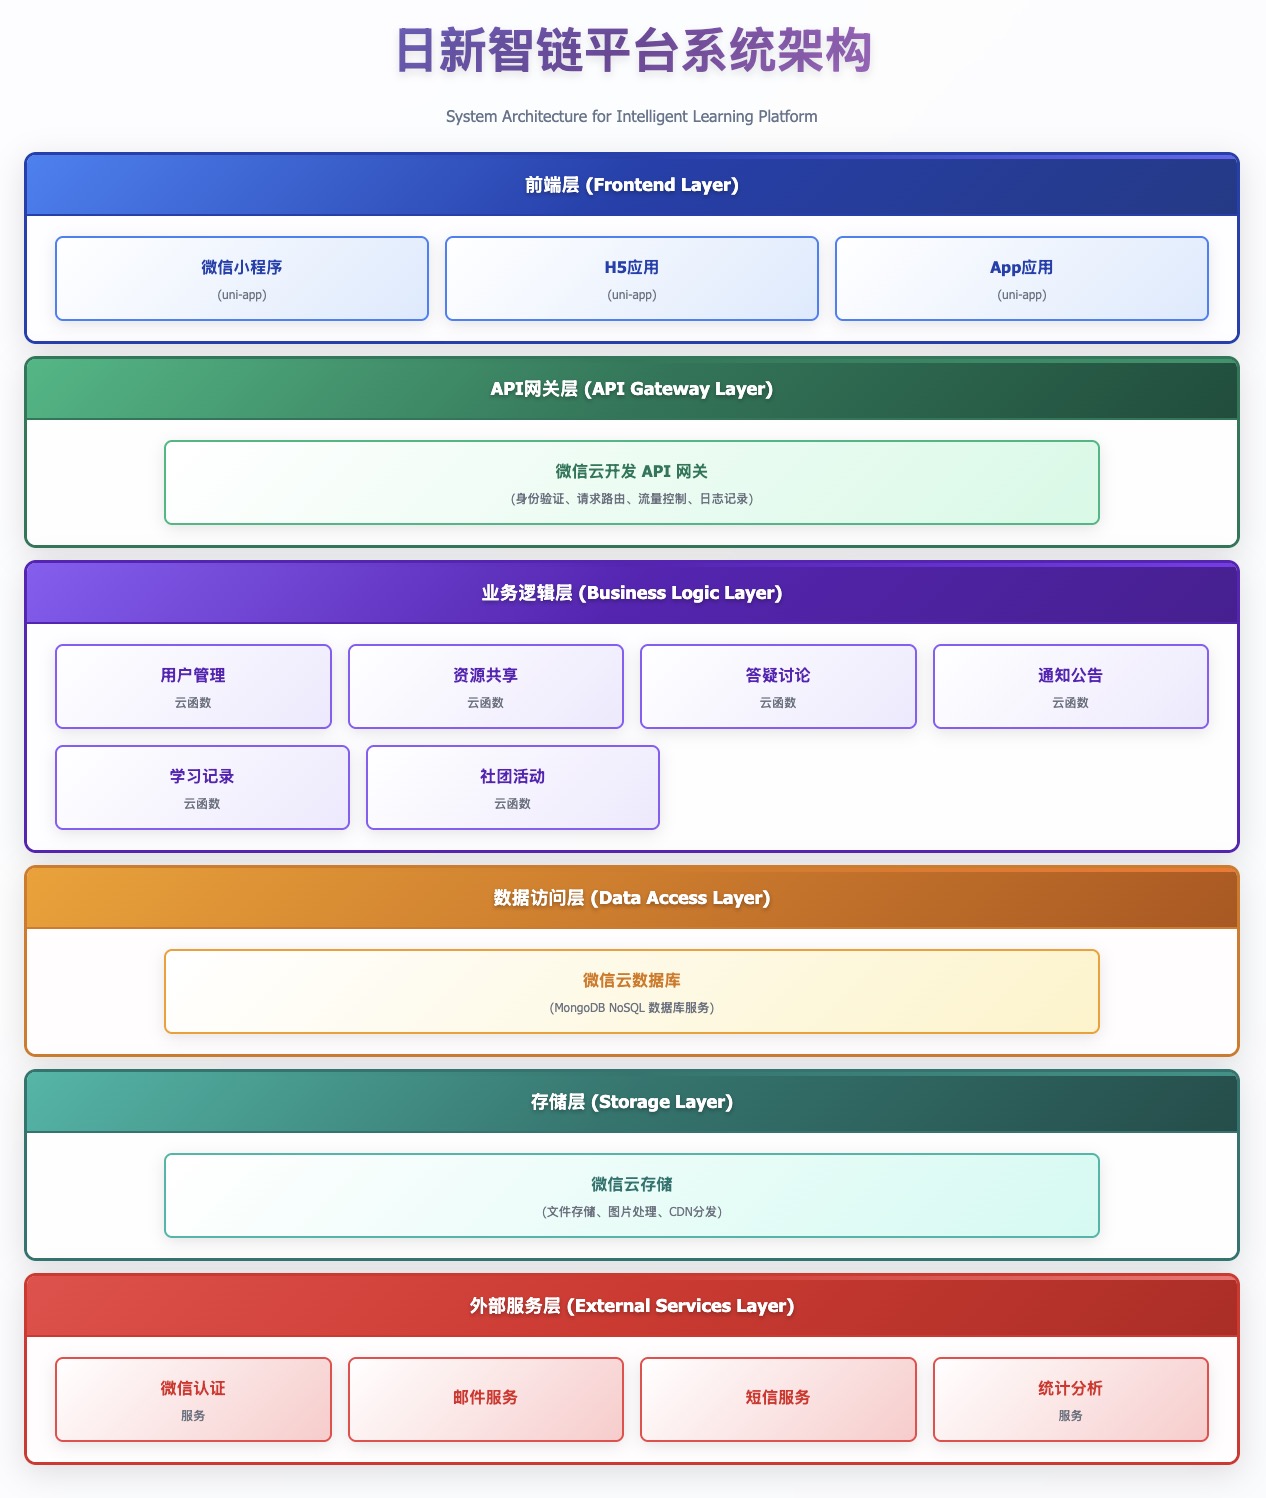 日新智链平台系统架构
System Architecture for Intelligent Learning Platform
前端层 (Frontend Layer)
微信小程序
(uni-app)
H5应用
(uni-app)
App应用
(uni-app)
API网关层 (API Gateway Layer)
微信云开发 API 网关
(身份验证、请求路由、流量控制、日志记录)
业务逻辑层 (Business Logic Layer)
用户管理
云函数
资源共享
云函数
答疑讨论
云函数
通知公告
云函数
学习记录
云函数
社团活动
云函数
数据访问层 (Data Access Layer)
微信云数据库
(MongoDB NoSQL 数据库服务)
存储层 (Storage Layer)
微信云存储
(文件存储、图片处理、CDN分发)
外部服务层 (External Services Layer)
微信认证
服务
邮件服务
短信服务
统计分析
服务